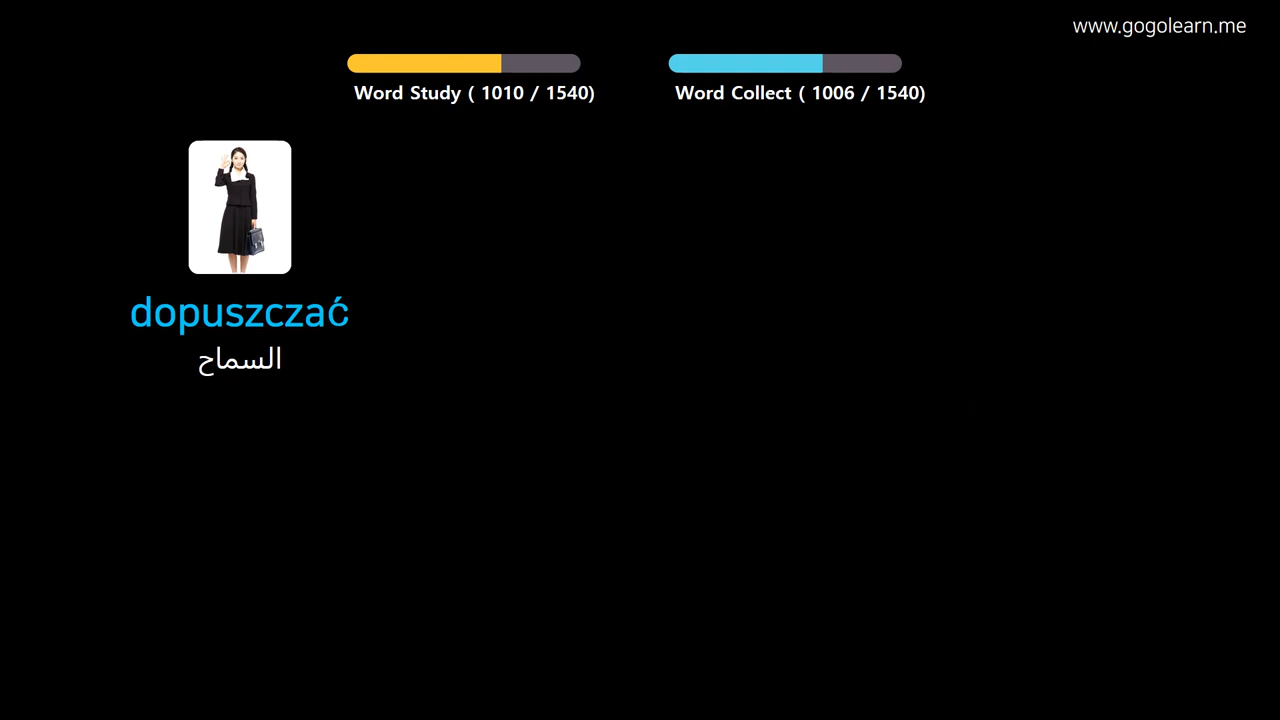 www.gogolearn.me
Word Study ( 1010 / 1540)
Word Collect ( 1006 / 1540)
dopuszczać
السماح